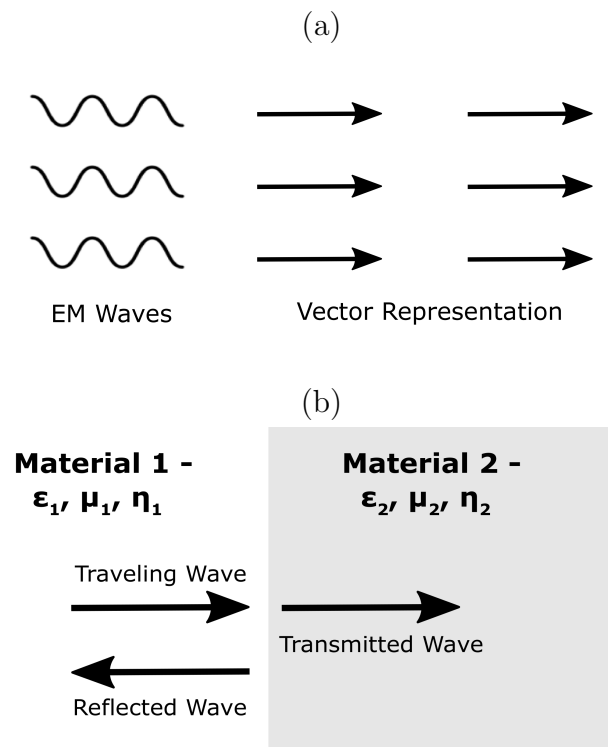 (a)
EM Waves
Vector Representation
(b)
Material 1 -
ε₁, μ₁, η₁
Material 2 -
ε₂, μ₂, η₂
Traveling Wave
Transmitted Wave
Reflected Wave